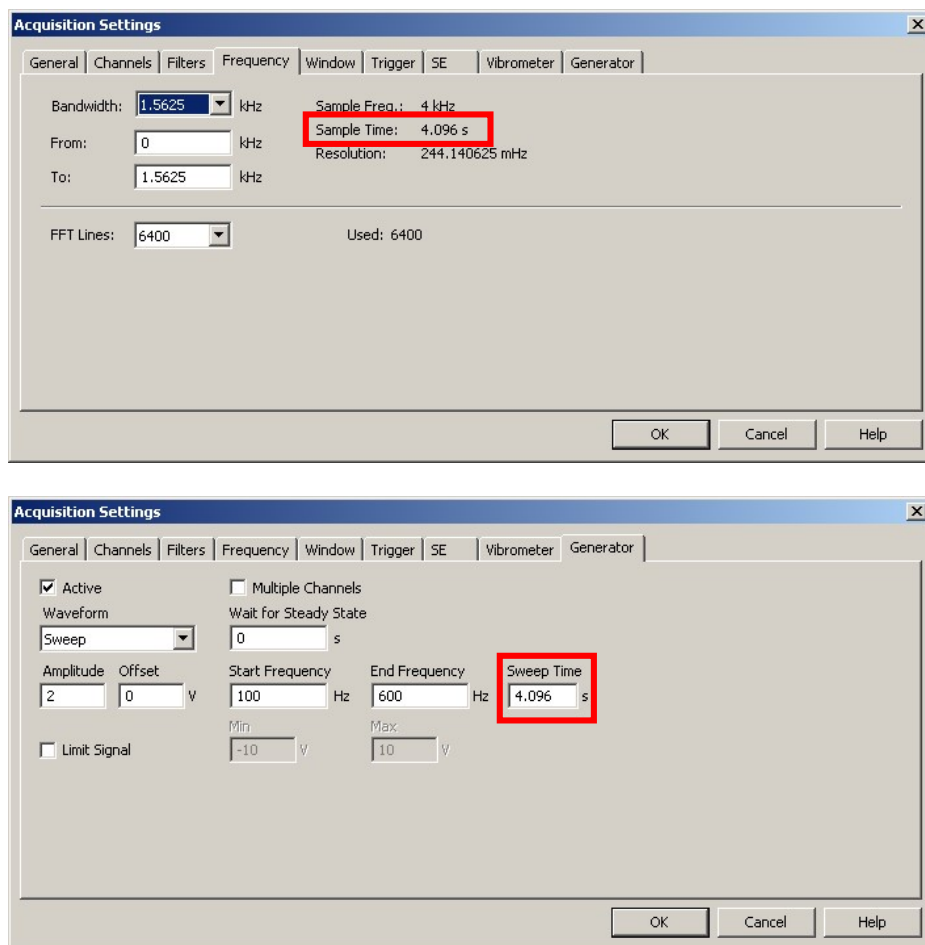 Acquisition Settings
General Channels Filters Frequency Window Trigger SE Vibrometer Generator
Bandwidth: 1.5625 kHz Sample Freq.: 4 kHz
Sample Time: 4.096 s
From: 0 kHz Resolution: 244.140625 mHz
To: 1.5625 kHz
FFT Lines: 6400 Used: 6400
OK Cancel Help
Acquisition Settings
General Channels Filters Frequency Window Trigger SE Vibrometer Generator
Active Multiple Channels
Waveform Wait for Steady State
Sweep 0 s
Amplitude Offset Start Frequency End Frequency Sweep Time
2 0 V 100 Hz 600 Hz 4.096 s
Min Max
Limit Signal -10 V 10 V
OK Cancel Help